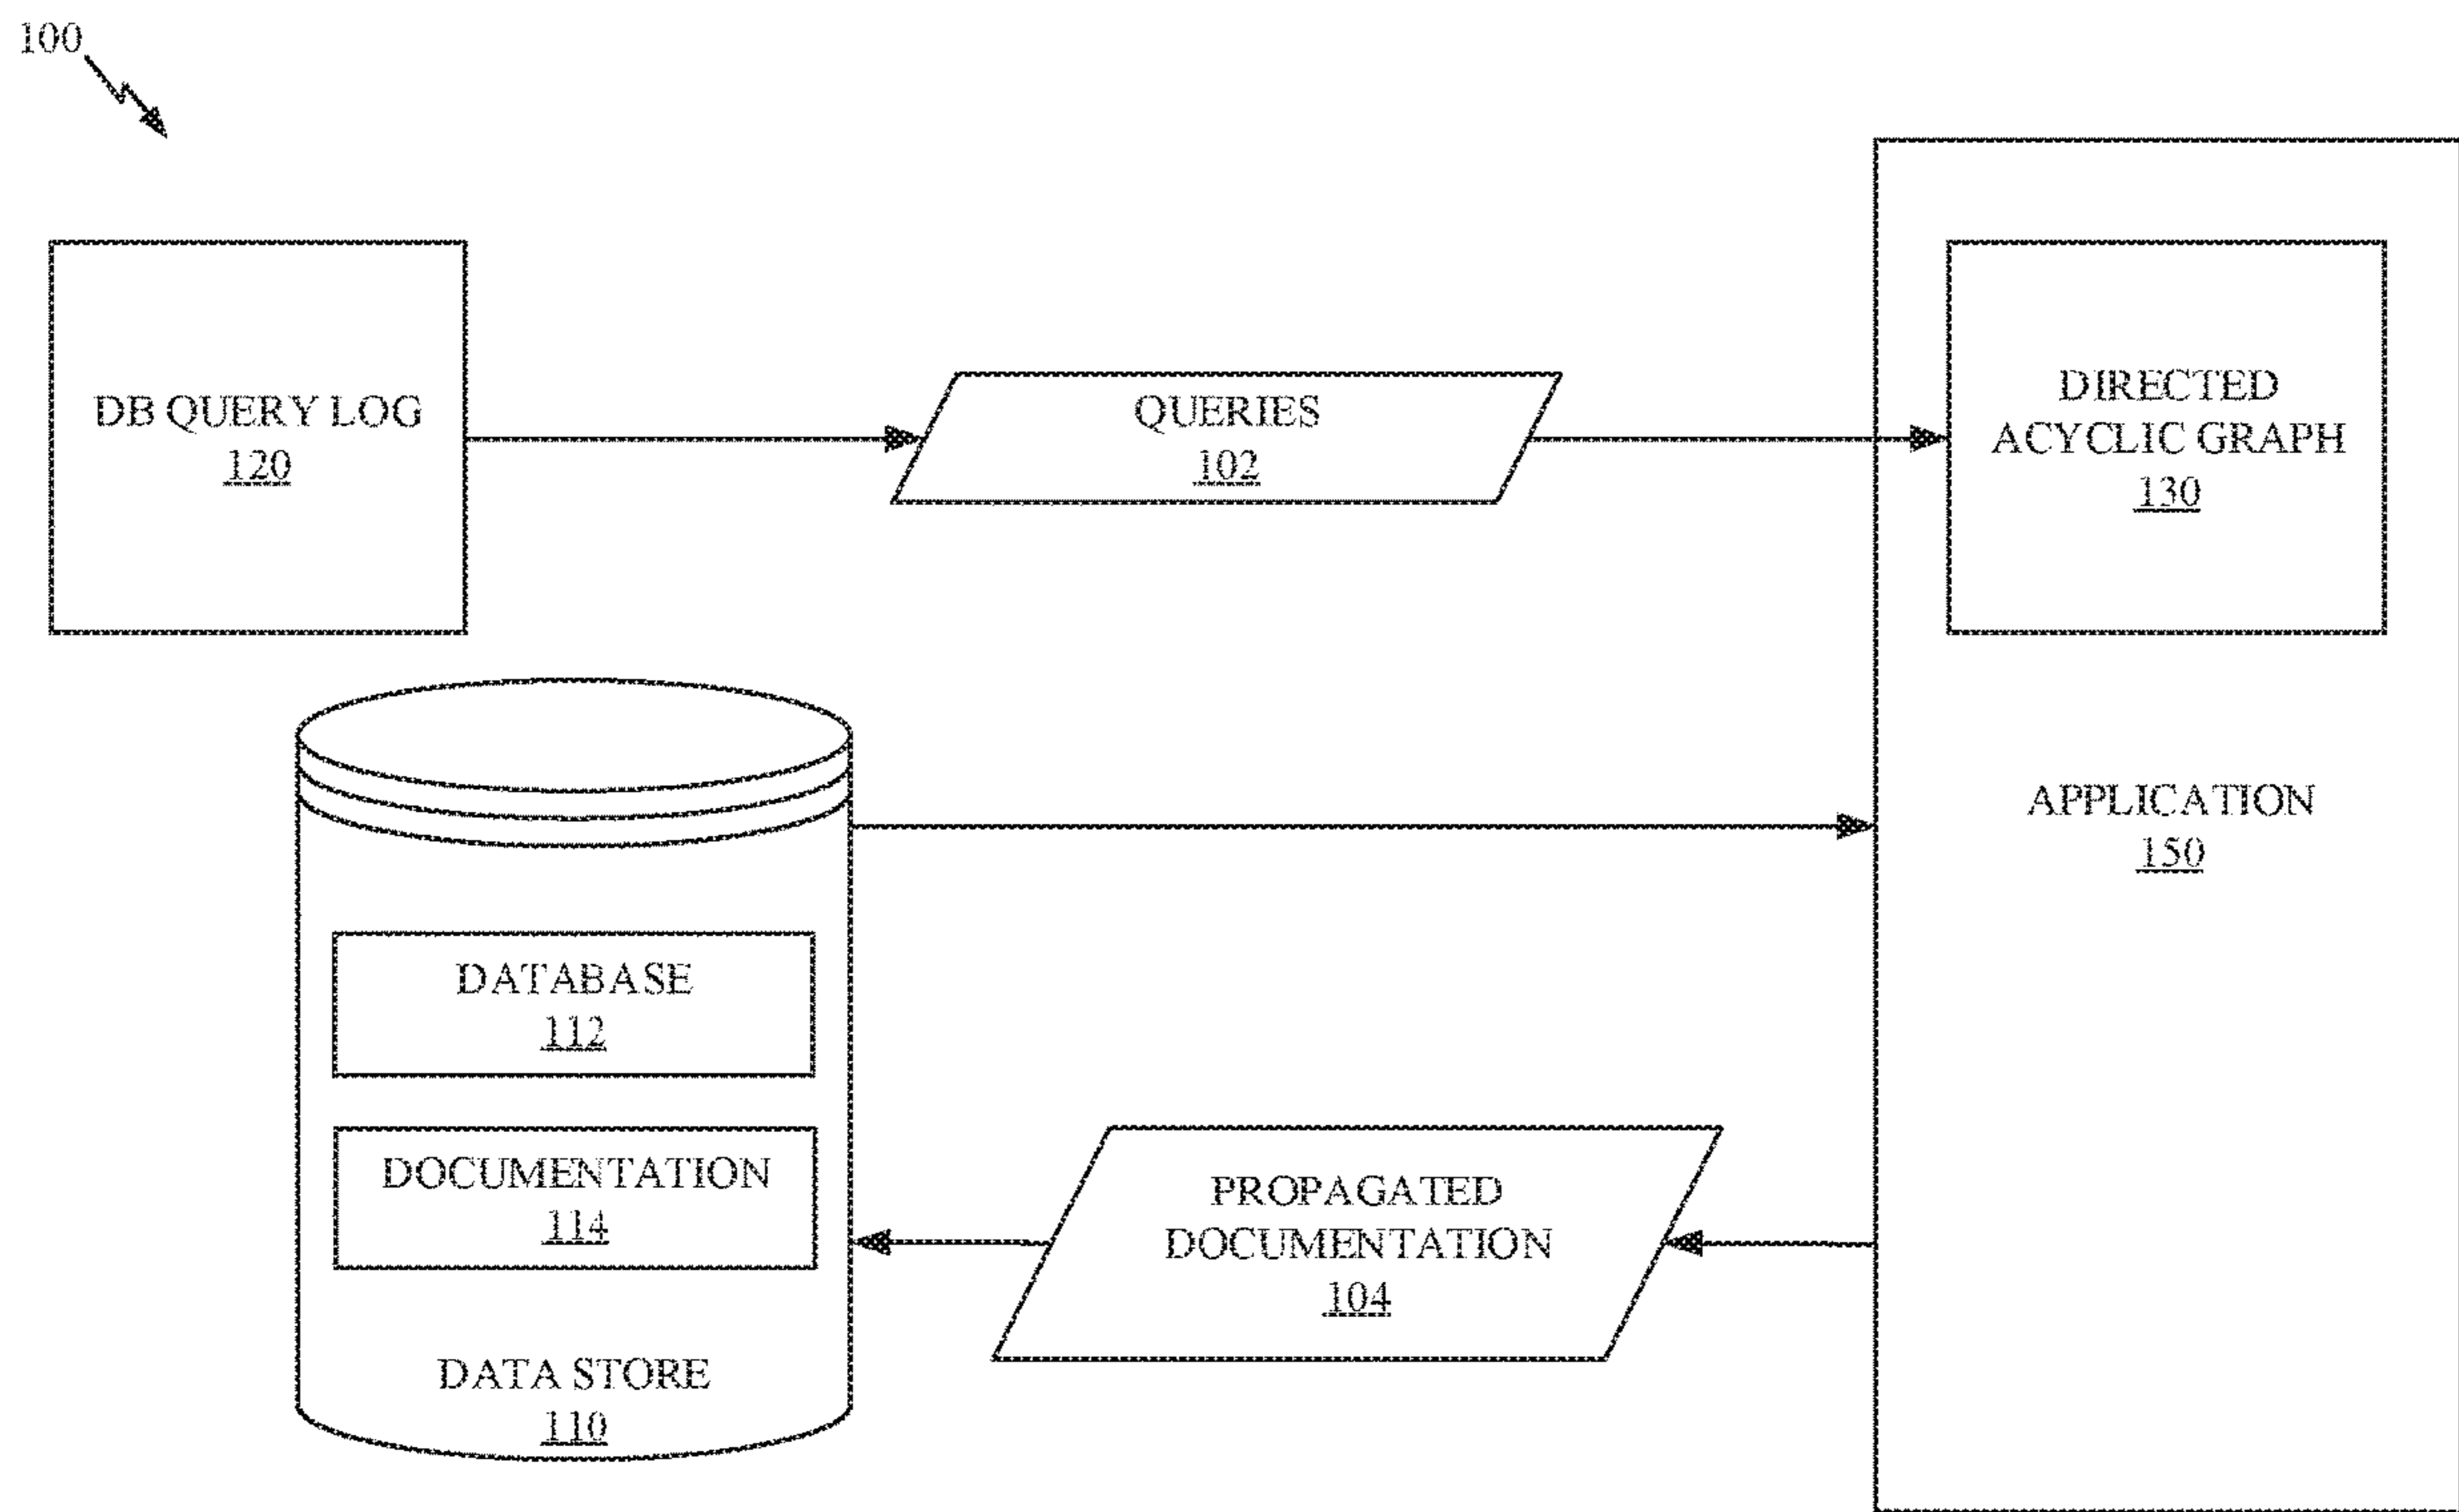 100
DB QUERY LOG
120
QUERIES
102
DIRECTED
ACYCLIC GRAPH
130
APPLICATION
150
DATABASE
112
DOCUMENTATION
114
DATA STORE
110
PROPAGATED
DOCUMENTATION
104